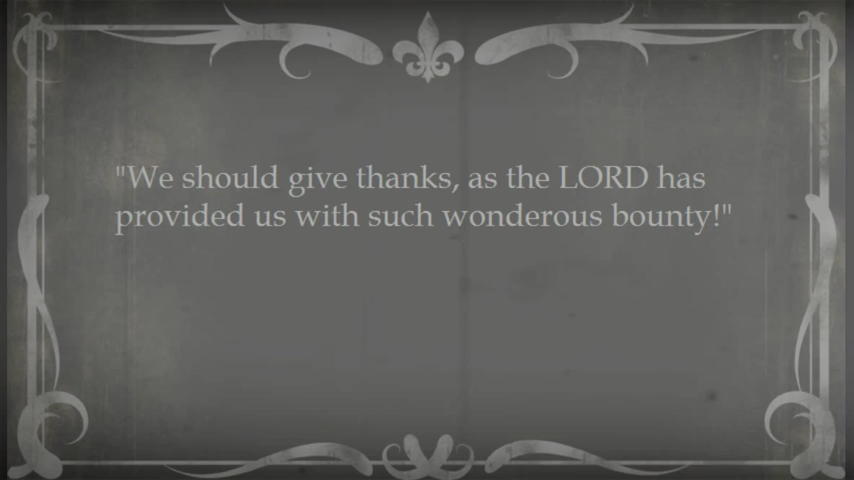 "We should give thanks, as the LORD has
provided us with such wonderous bounty!"